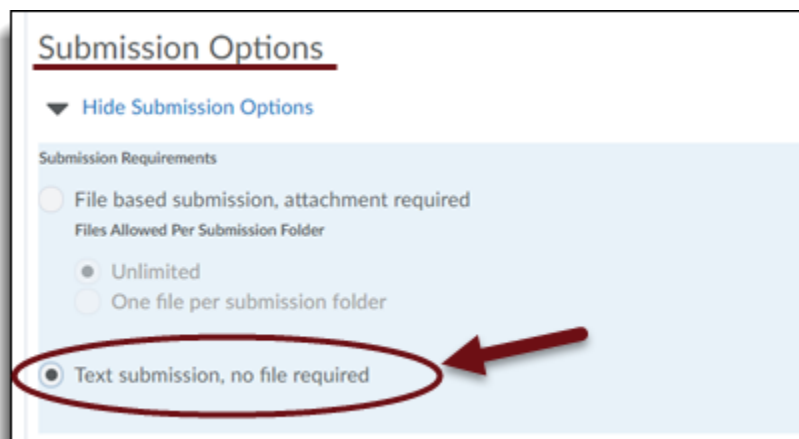 Submission Options
Hide Submission Options
Submission Requirements
File based submission, attachment required
Files Allowed Per Submission Folder
Unlimited
One file per submission folder
Text submission, no file required